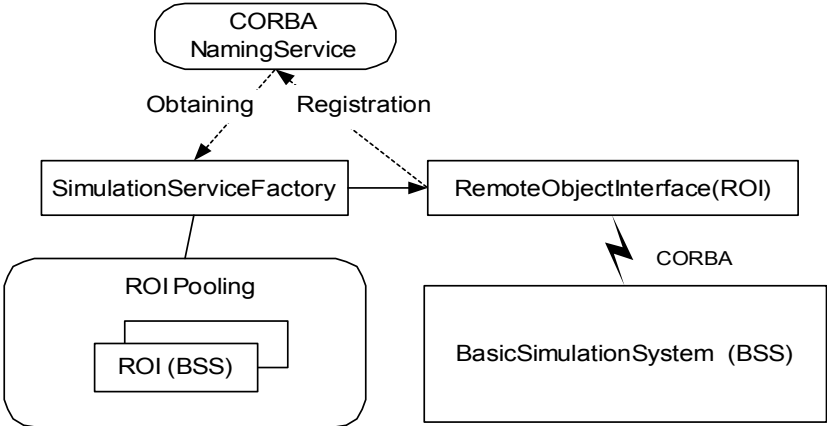 CORBA
NamingService
Obtaining
Registration
SimulationServiceFactory
RemoteObjectInterface(ROI)
CORBA
ROI Pooling
ROI (BSS)
BasicSimulationSystem (BSS)